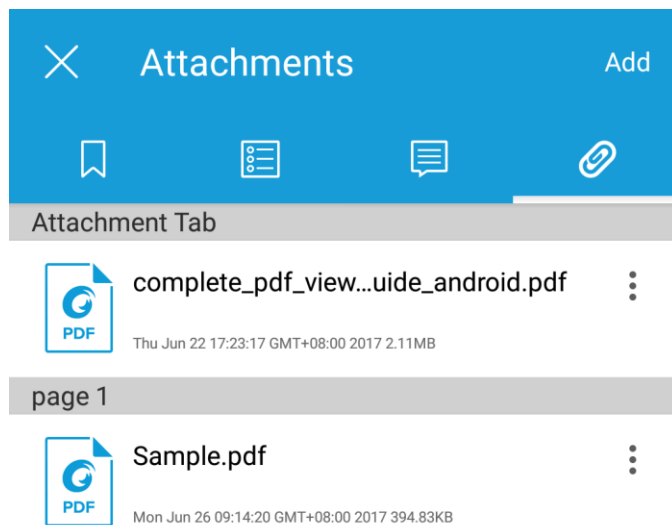 Attachments
Add
Attachment Tab
complete_pdf_view...uide_android.pdf
PDF
Thu Jun 22 17:23:17 GMT+08:00 2017 2.11MB
page 1
Sample.pdf
PDF
Mon Jun 26 09:14:20 GMT+08:00 2017 394.83KB